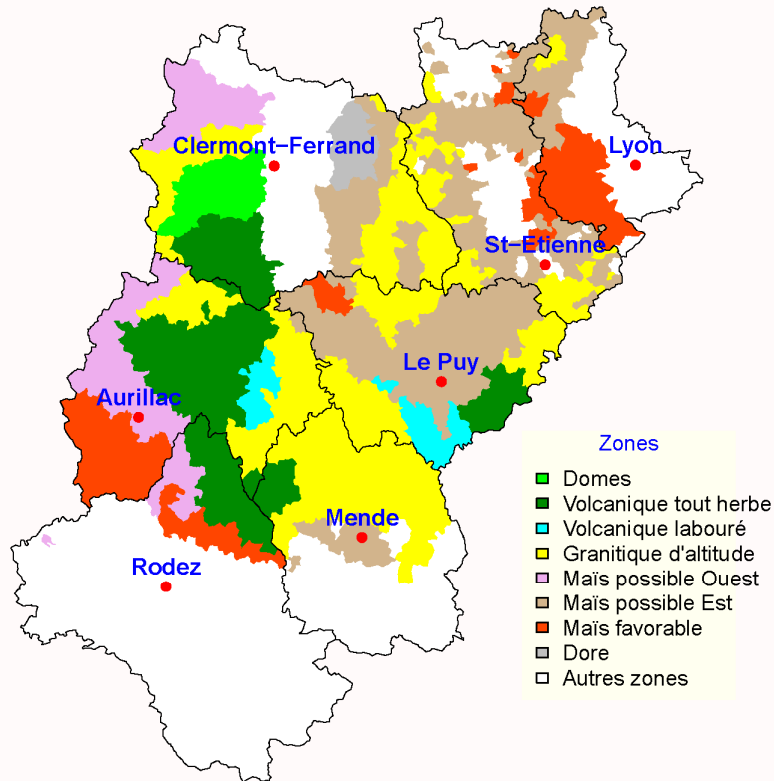 Clermont–Ferrand
Lyon
St–Etienne
Le Puy
Aurillac
Mende
Rodez
Zones
Domes
Volcanique tout herbe
Volcanique labouré
Granitique d'altitude
Maïs possible Ouest
Maïs possible Est
Maïs favorable
Dore
Autres zones